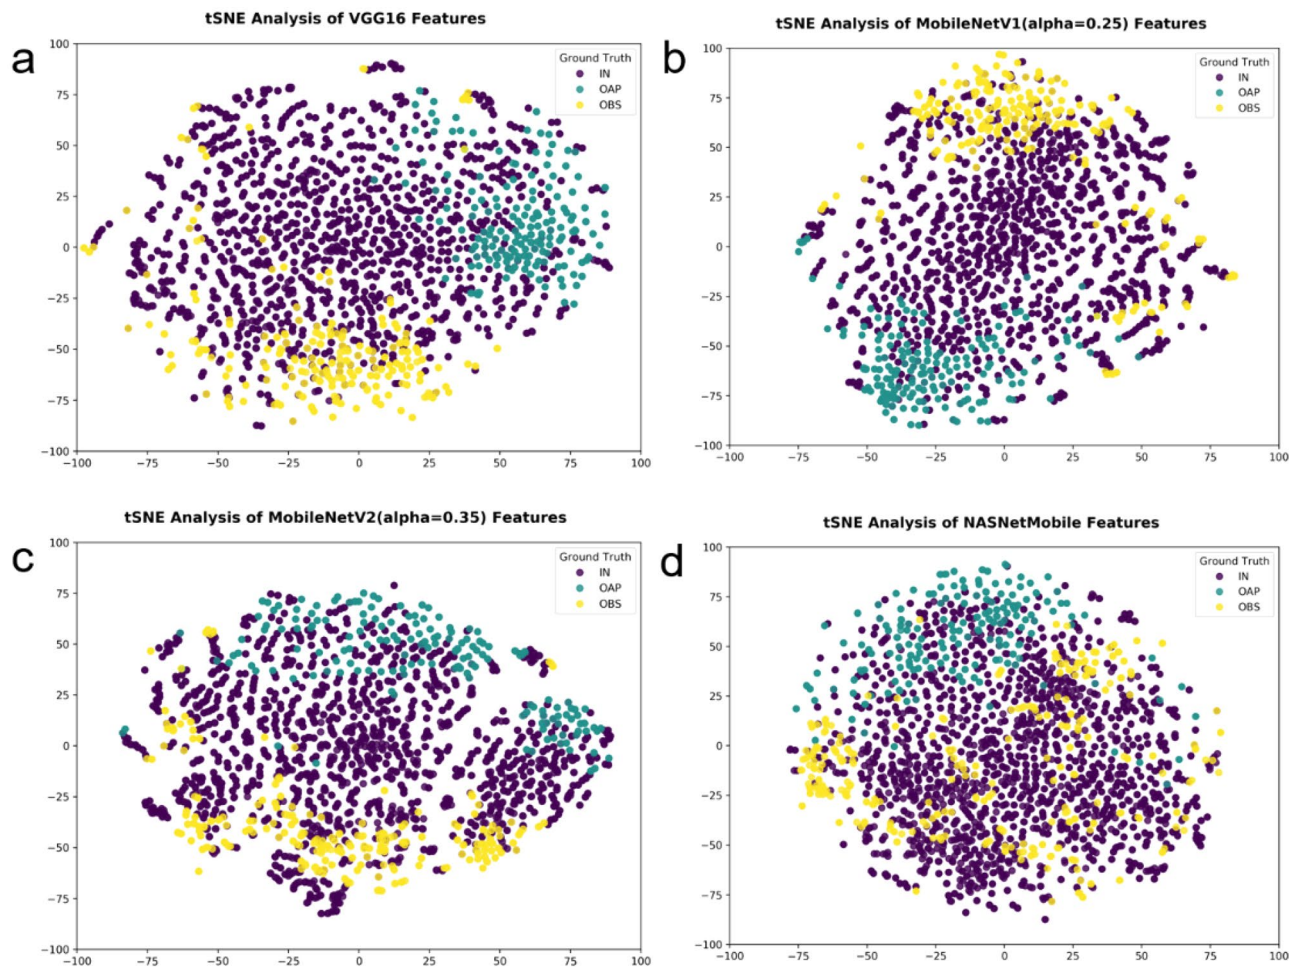 tSNE Analysis of VGG16 Features
a
Ground Truth
IN
OAP
OBS
100
75
50
25
0
−25
−50
−75
−100
−100 −75 −50 −25 0 25 50 75 100
tSNE Analysis of MobileNetV1(alpha=0.25) Features
b
Ground Truth
IN
OAP
OBS
100
75
50
25
0
−25
−50
−75
−100
−100 −75 −50 −25 0 25 50 75 100
tSNE Analysis of MobileNetV2(alpha=0.35) Features
c
Ground Truth
IN
OAP
OBS
100
75
50
25
0
−25
−50
−75
−100
−100 −75 −50 −25 0 25 50 75 100
tSNE Analysis of NASNetMobile Features
d
Ground Truth
IN
OAP
OBS
100
75
50
25
0
−25
−50
−75
−100
−100 −75 −50 −25 0 25 50 75 100